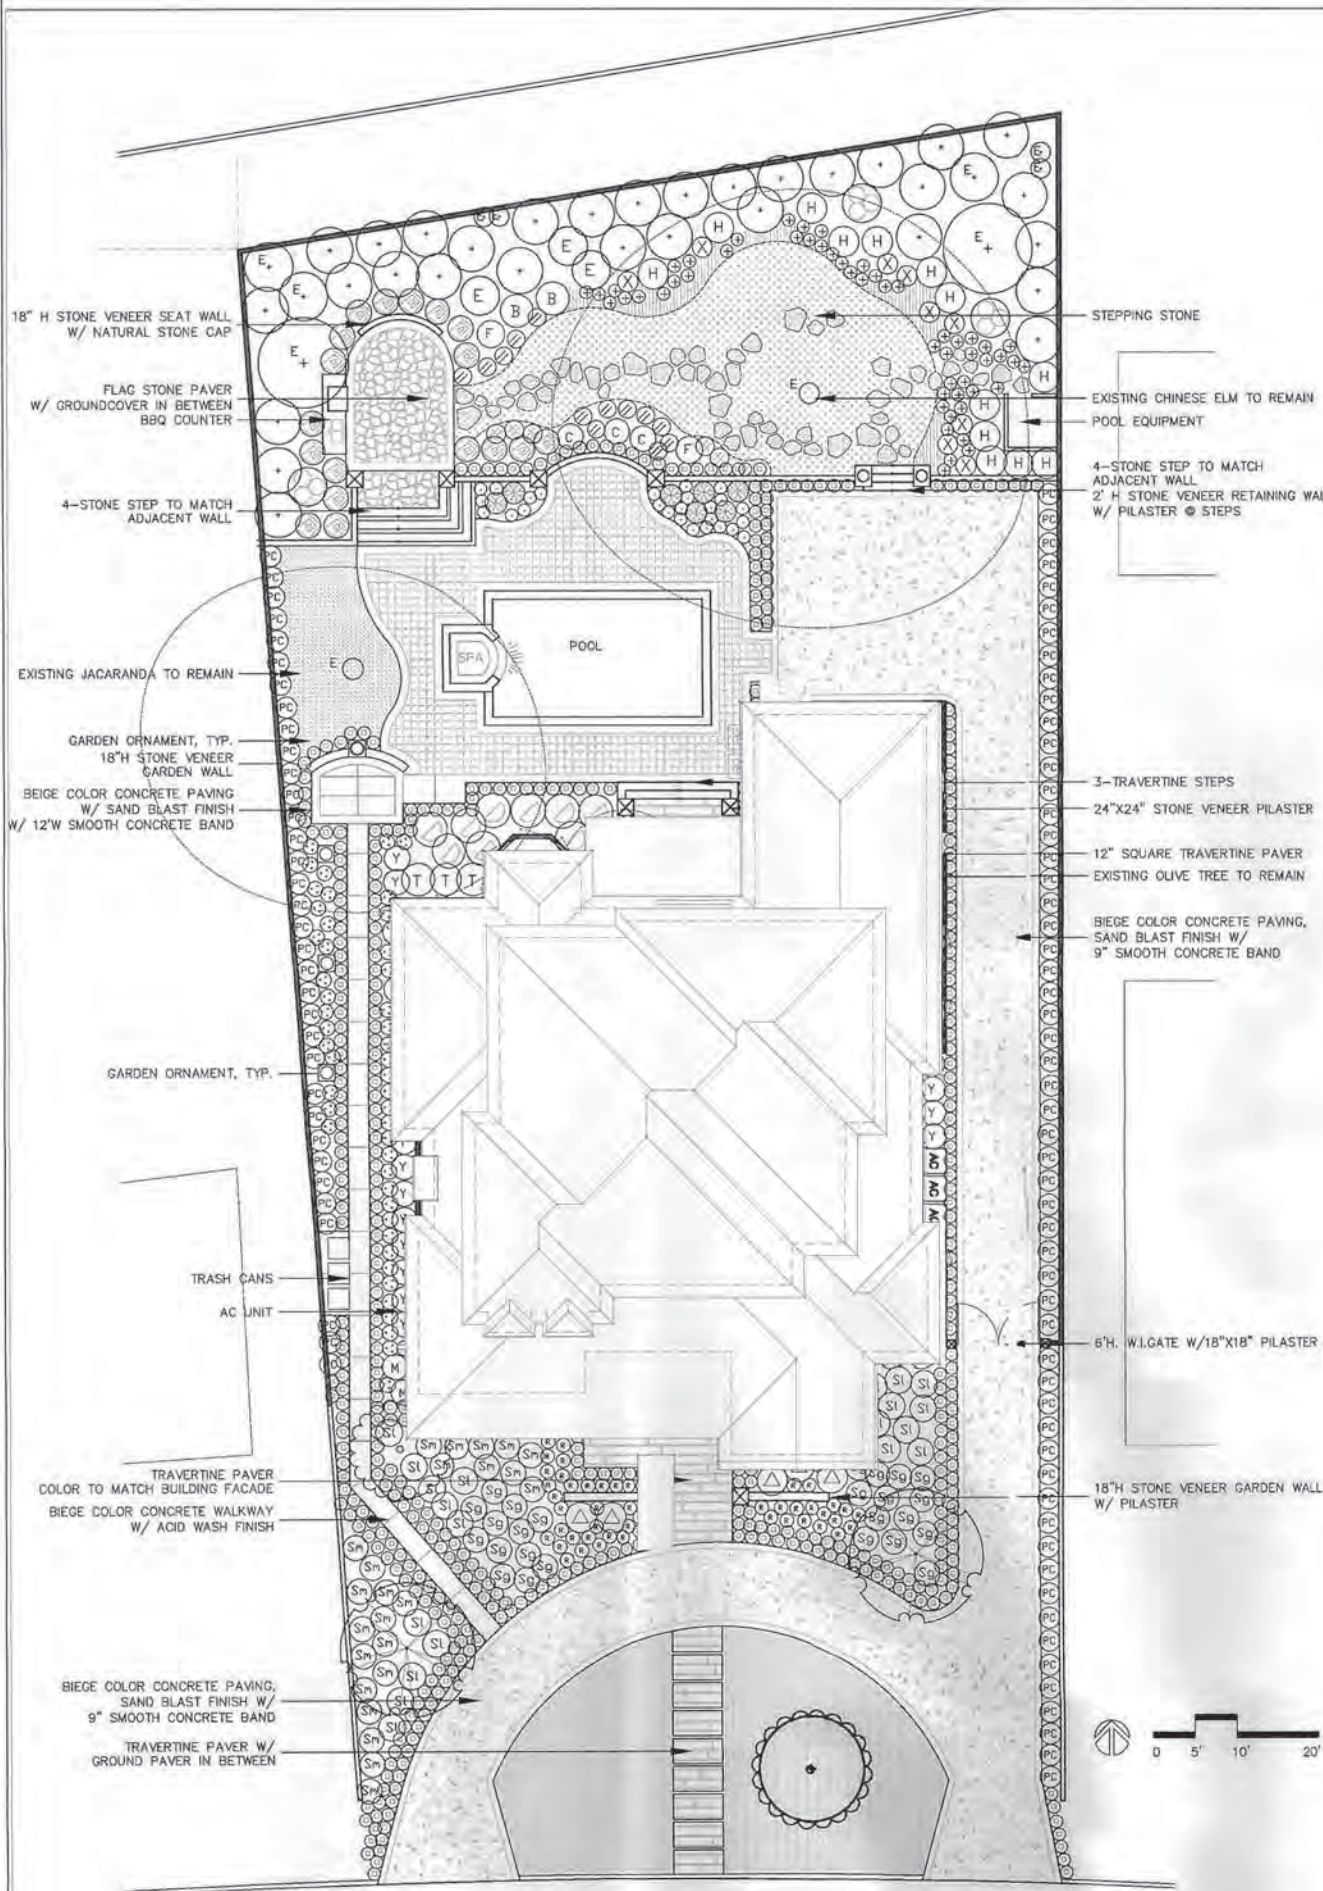 18" H STONE VENEER SEAT WALL
W/ NATURAL STONE CAP
FLAG STONE PAVER
W/ GROUNDCOVER IN BETWEEN
BBQ COUNTER
4-STONE STEP TO MATCH
ADJACENT WALL
EXISTING JACARANDA TO REMAIN
GARDEN ORNAMENT, TYP.
18"H STONE VENEER
GARDEN WALL
BEIGE COLOR CONCRETE PAVING
W/ SAND BLAST FINISH
W/ 12'W SMOOTH CONCRETE BAND
GARDEN ORNAMENT, TYP.
TRASH CANS
AC UNIT
TRAVERTINE PAVER
COLOR TO MATCH BUILDING FACADE
BIEGE COLOR CONCRETE WALKWAY
W/ ACID WASH FINISH
BIEGE COLOR CONCRETE PAVING,
SAND BLAST FINISH W/
9" SMOOTH CONCRETE BAND
TRAVERTINE PAVER W/
GROUND PAVER IN BETWEEN
SPA
POOL
STEPPING STONE
EXISTING CHINESE ELM TO REMAIN
POOL EQUIPMENT
4-STONE STEP TO MATCH
ADJACENT WALL
2' H STONE VENEER RETAINING WAL
W/ PILASTER @ STEPS
3-TRAVERTINE STEPS
24"X24" STONE VENEER PILASTER
12" SQUARE TRAVERTINE PAVER
EXISTING OLIVE TREE TO REMAIN
BIEGE COLOR CONCRETE PAVING,
SAND BLAST FINISH W/
9" SMOOTH CONCRETE BAND
AC
AC
AC
6'H. W.I.GATE W/18"X18" PILASTER
18"H STONE VENEER GARDEN WALL
W/ PILASTER
0 5' 10' 20'